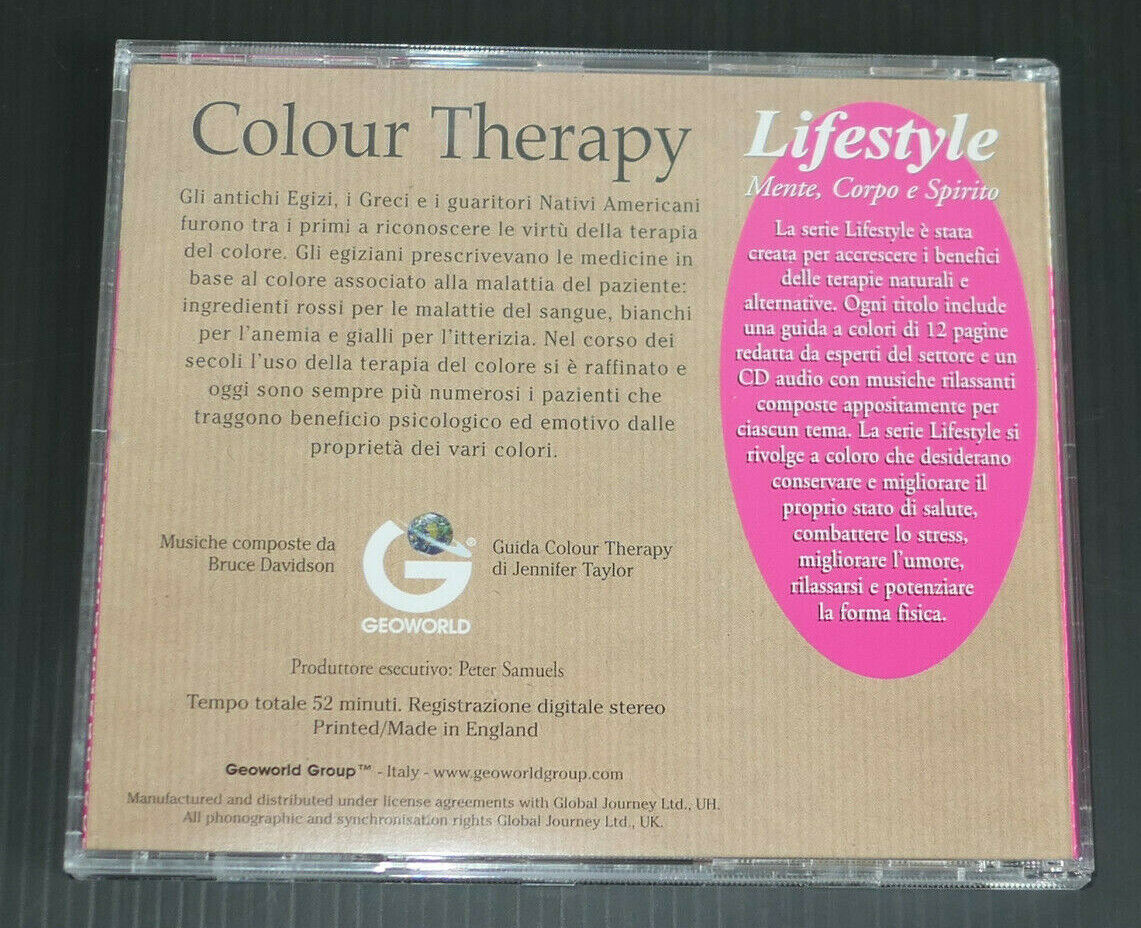 Colour Therapy
Gli antichi Egizi, i Greci e i guaritori Nativi Americani
furono tra i primi a riconoscere le virtù della terapia
del colore. Gli egiziani prescrivevano le medicine in
base al colore associato alla malattia del paziente:
ingredienti rossi per le malattie del sangue, bianchi
per l'anemia e gialli per l'itterizia. Nel corso dei
secoli l'uso della terapia del colore si è raffinato e
oggi sono sempre più numerosi i pazienti che
traggono beneficio psicologico ed emotivo dalle
proprietà dei vari colori.
Musiche composte da
Bruce Davidson
G®
GEOWORLD
Guida Colour Therapy
di Jennifer Taylor
Produttore esecutivo: Peter Samuels
Tempo totale 52 minuti. Registrazione digitale stereo
Printed/Made in England
Geoworld Group™ - Italy - www.geoworldgroup.com
Manufactured and distributed under license agreements with Global Journey Ltd., UH.
All phonographic and synchronisation rights Global Journey Ltd., UK.
Lifestyle
Mente, Corpo e Spirito
La serie Lifestyle è stata
creata per accrescere i benefici
delle terapie naturali e
alternative. Ogni titolo include
una guida a colori di 12 pagine
redatta da esperti del settore e un
CD audio con musiche rilassanti
composte appositamente per
ciascun tema. La serie Lifestyle si
rivolge a coloro che desiderano
conservare e migliorare il
proprio stato di salute,
combattere lo stress,
migliorare l'umore,
rilassarsi e potenziare
la forma fisica.